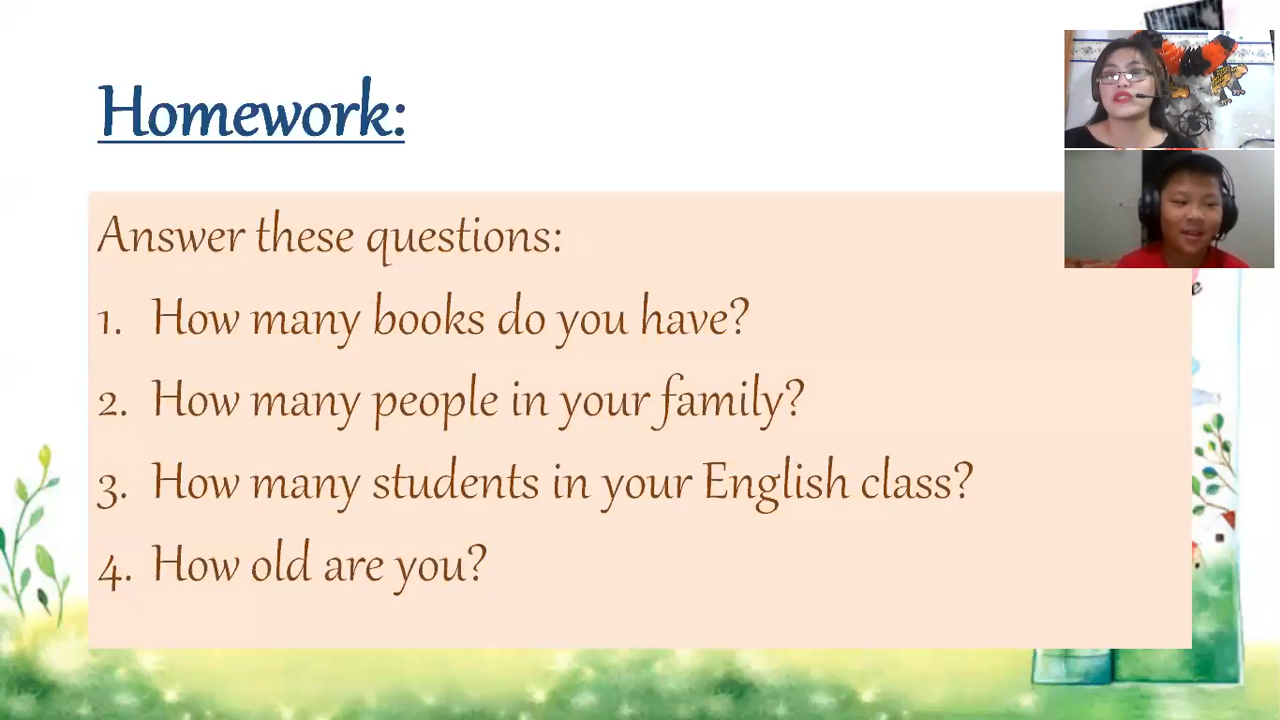 Homework:
Answer these questions:
1. How many books do you have?
2. How many people in your family?
3. How many students in your English class?
4. How old are you?